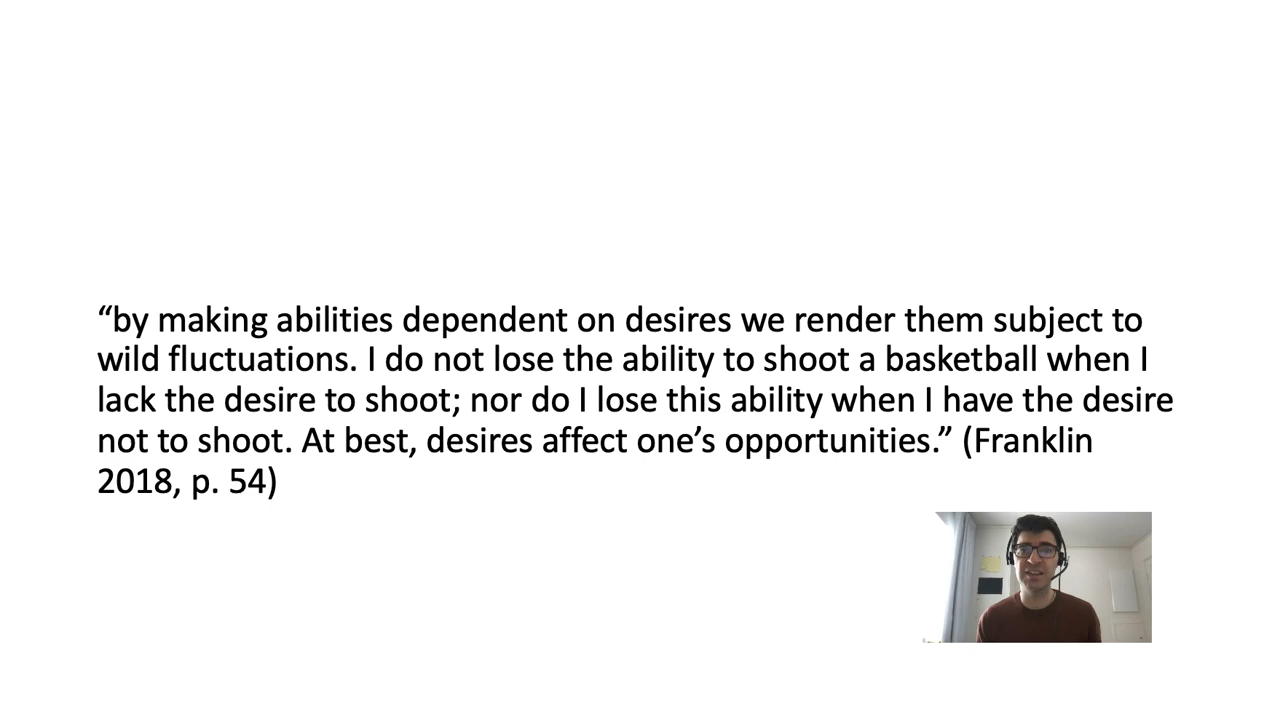 “by making abilities dependent on desires we render them subject to
wild fluctuations. I do not lose the ability to shoot a basketball when I
lack the desire to shoot; nor do I lose this ability when I have the desire
not to shoot. At best, desires affect one’s opportunities.” (Franklin
2018, p. 54)